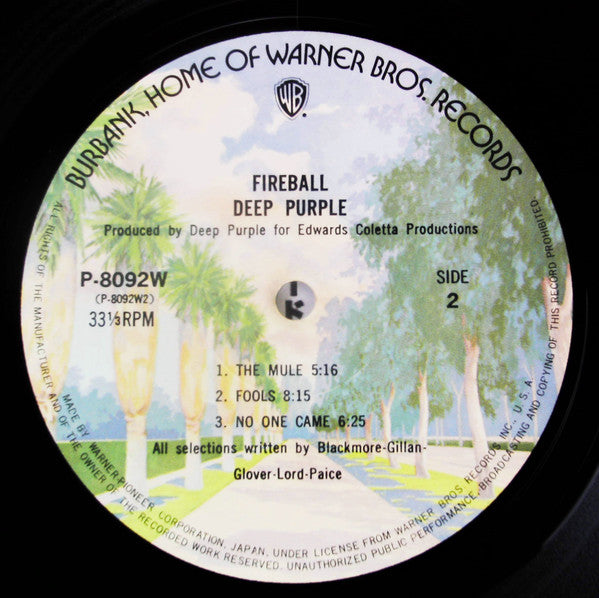 BURBANK, HOME OF WARNER BROS. RECORDS
WB
FIREBALL
DEEP PURPLE
Produced by Deep Purple for Edwards Coletta Productions
P-8092W
(P-8092W2)
33⅓RPM
SIDE
2
1. THE MULE 5:16
2. FOOLS 8:15
3. NO ONE CAME 6:25
All selections written by Blackmore-Gillan-
Glover-Lord-Paice
MADE BY WARNER-PIONEER CORPORATION, JAPAN, UNDER LICENSE FROM WARNER BROS RECORDS INC., U.S.A.
ALL RIGHTS OF THE MANUFACTURER AND OF THE OWNER OF THE RECORDED WORK RESERVED. UNAUTHORIZED PUBLIC PERFORMANCE, BROADCASTING AND COPYING OF THIS RECORD PROHIBITED